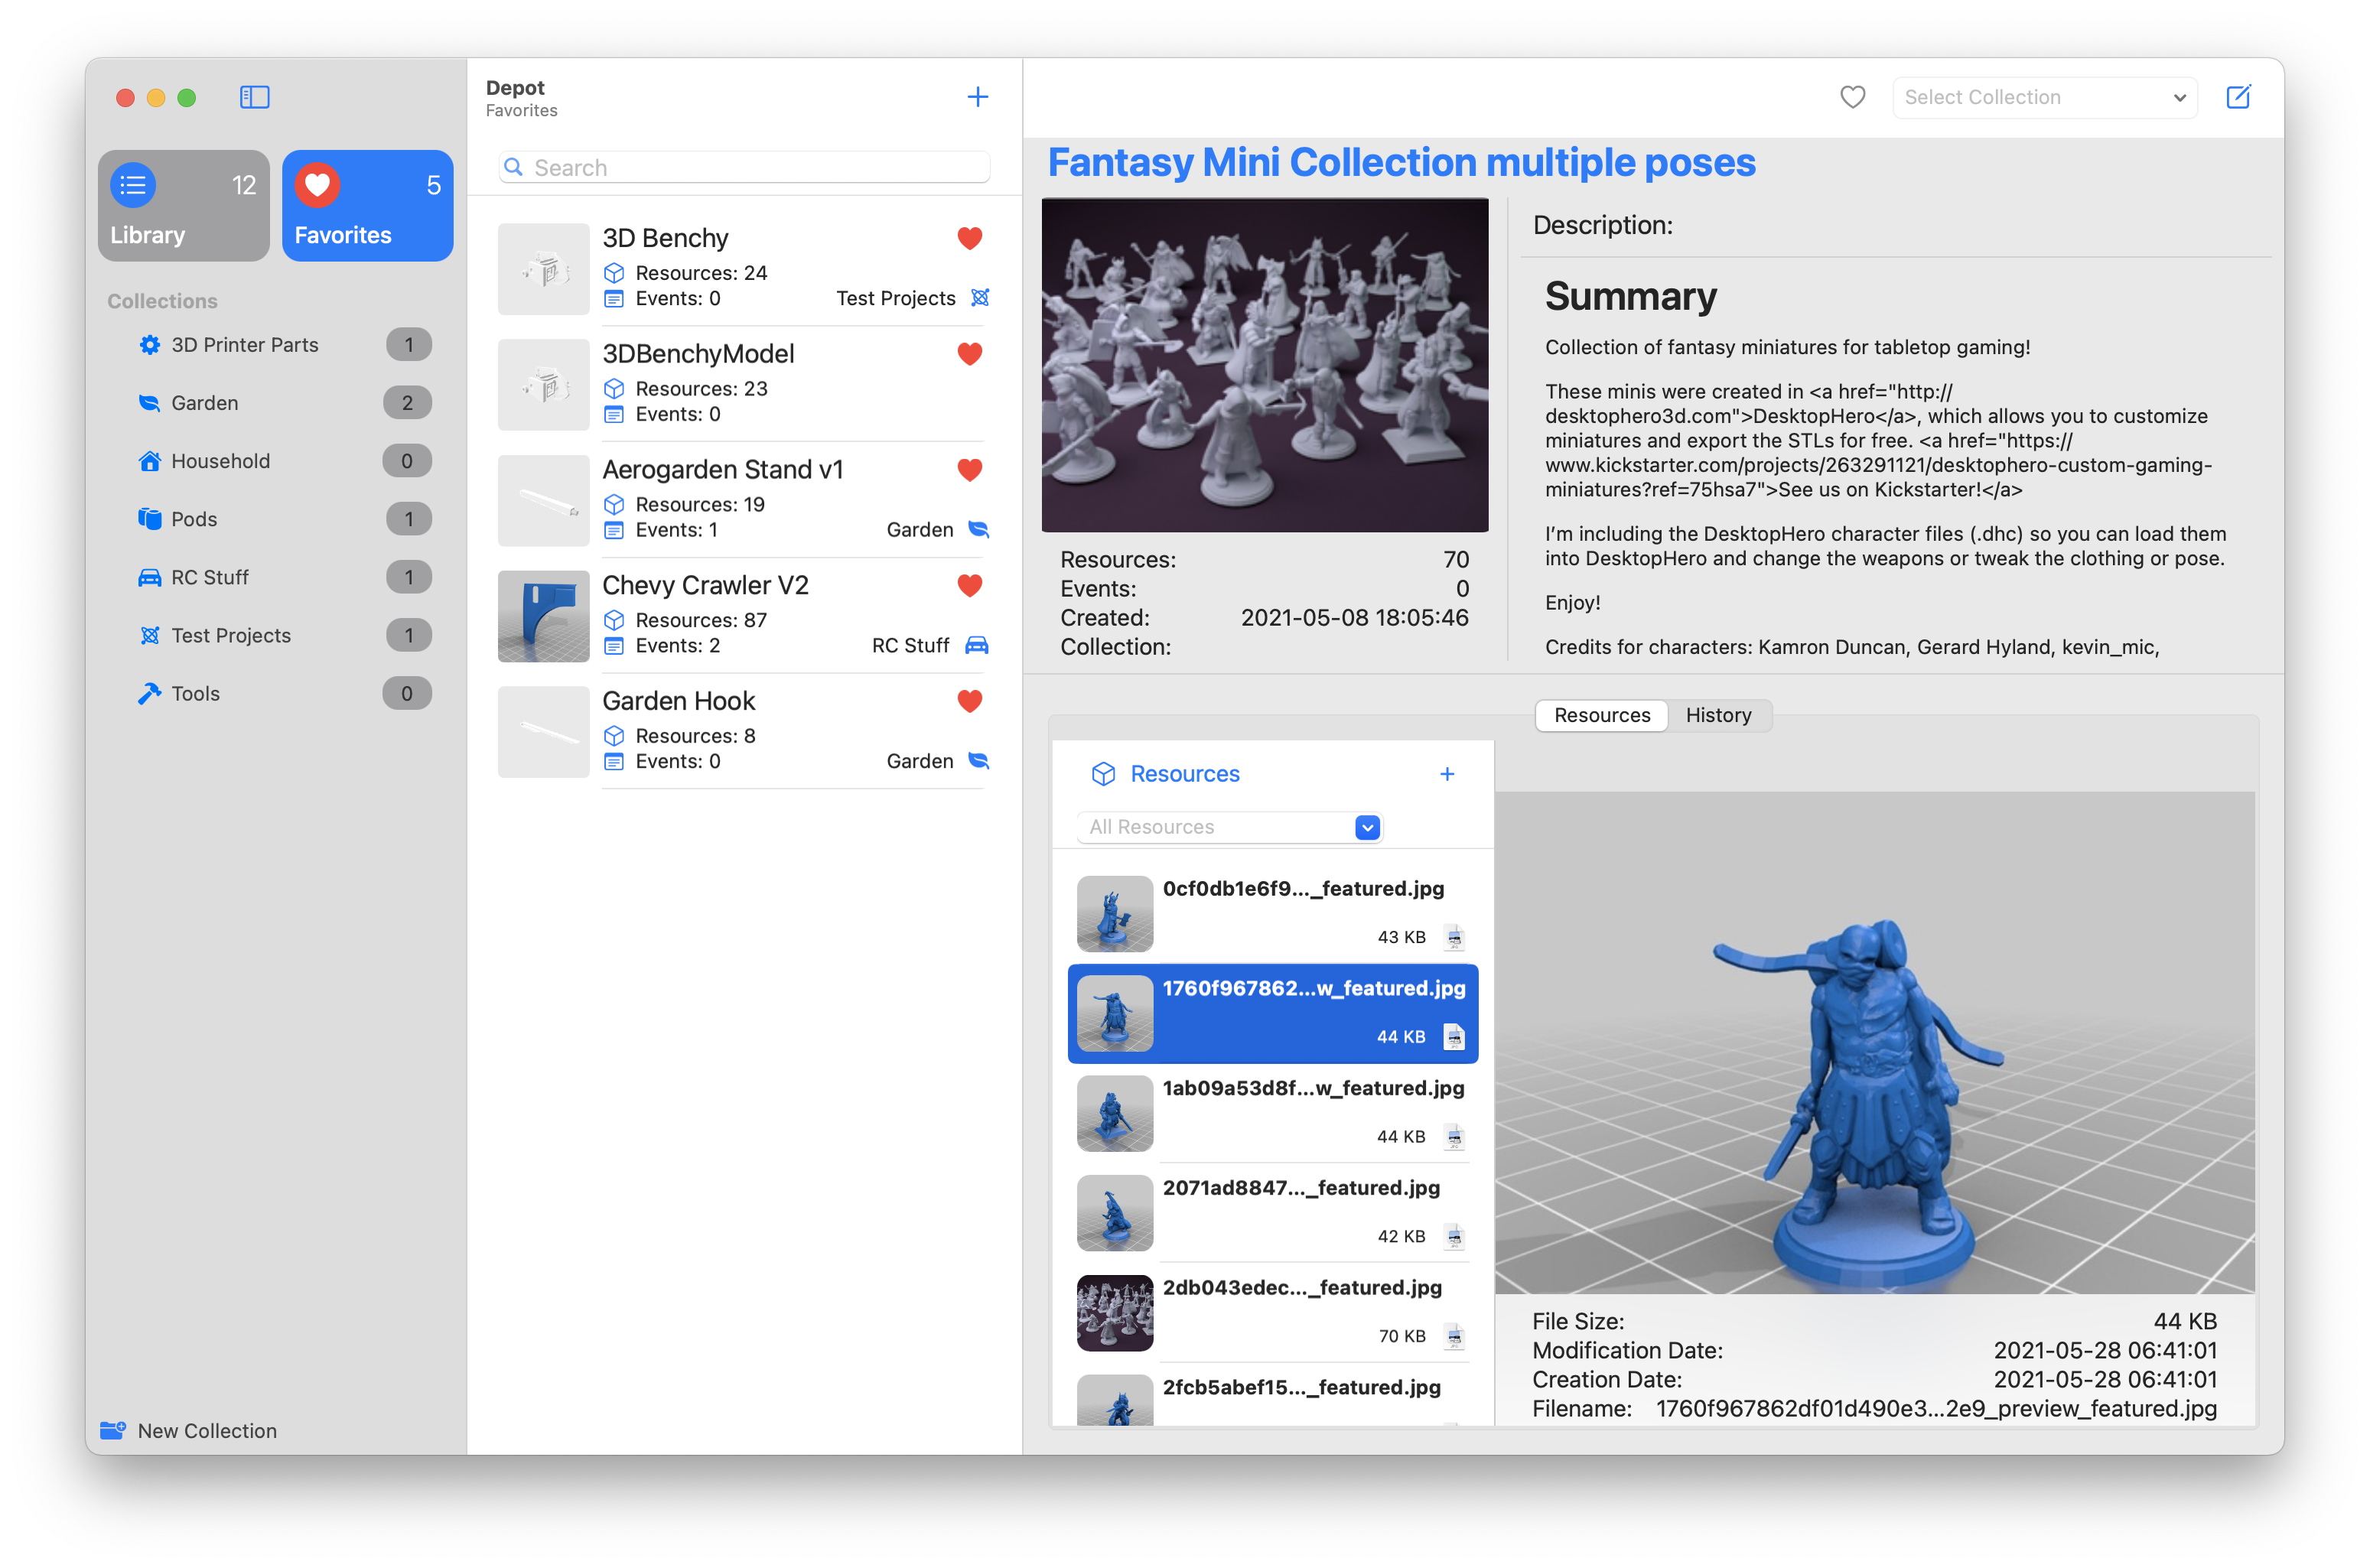 Library
12
Favorites
5
Collections
3D Printer Parts 1
Garden 2
Household 0
Pods 1
RC Stuff 1
Test Projects 1
Tools 0
New Collection
Depot
Favorites
Search
3D Benchy
Resources: 24
Events: 0
Test Projects
3DBenchyModel
Resources: 23
Events: 0
Aerogarden Stand v1
Resources: 19
Events: 1
Garden
Chevy Crawler V2
Resources: 87
Events: 2
RC Stuff
Garden Hook
Resources: 8
Events: 0
Garden
Select Collection
Fantasy Mini Collection multiple poses
Resources: 70
Events: 0
Created: 2021-05-08 18:05:46
Collection:
Description:
Summary
Collection of fantasy miniatures for tabletop gaming!
These minis were created in <a href="http://
desktophero3d.com">DesktopHero</a>, which allows you to customize
miniatures and export the STLs for free. <a href="https://
www.kickstarter.com/projects/263291121/desktophero-custom-gaming-
miniatures?ref=75hsa7">See us on Kickstarter!</a>
I’m including the DesktopHero character files (.dhc) so you can load them
into DesktopHero and change the weapons or tweak the clothing or pose.
Enjoy!
Credits for characters: Kamron Duncan, Gerard Hyland, kevin_mic,
Resources
History
Resources
All Resources
0cf0db1e6f9..._featured.jpg
43 KB
1760f967862...w_featured.jpg
44 KB
1ab09a53d8f...w_featured.jpg
44 KB
2071ad8847..._featured.jpg
42 KB
2db043edec..._featured.jpg
70 KB
2fcb5abef15..._featured.jpg
File Size: 44 KB
Modification Date: 2021-05-28 06:41:01
Creation Date: 2021-05-28 06:41:01
Filename: 1760f967862df01d490e3...2e9_preview_featured.jpg